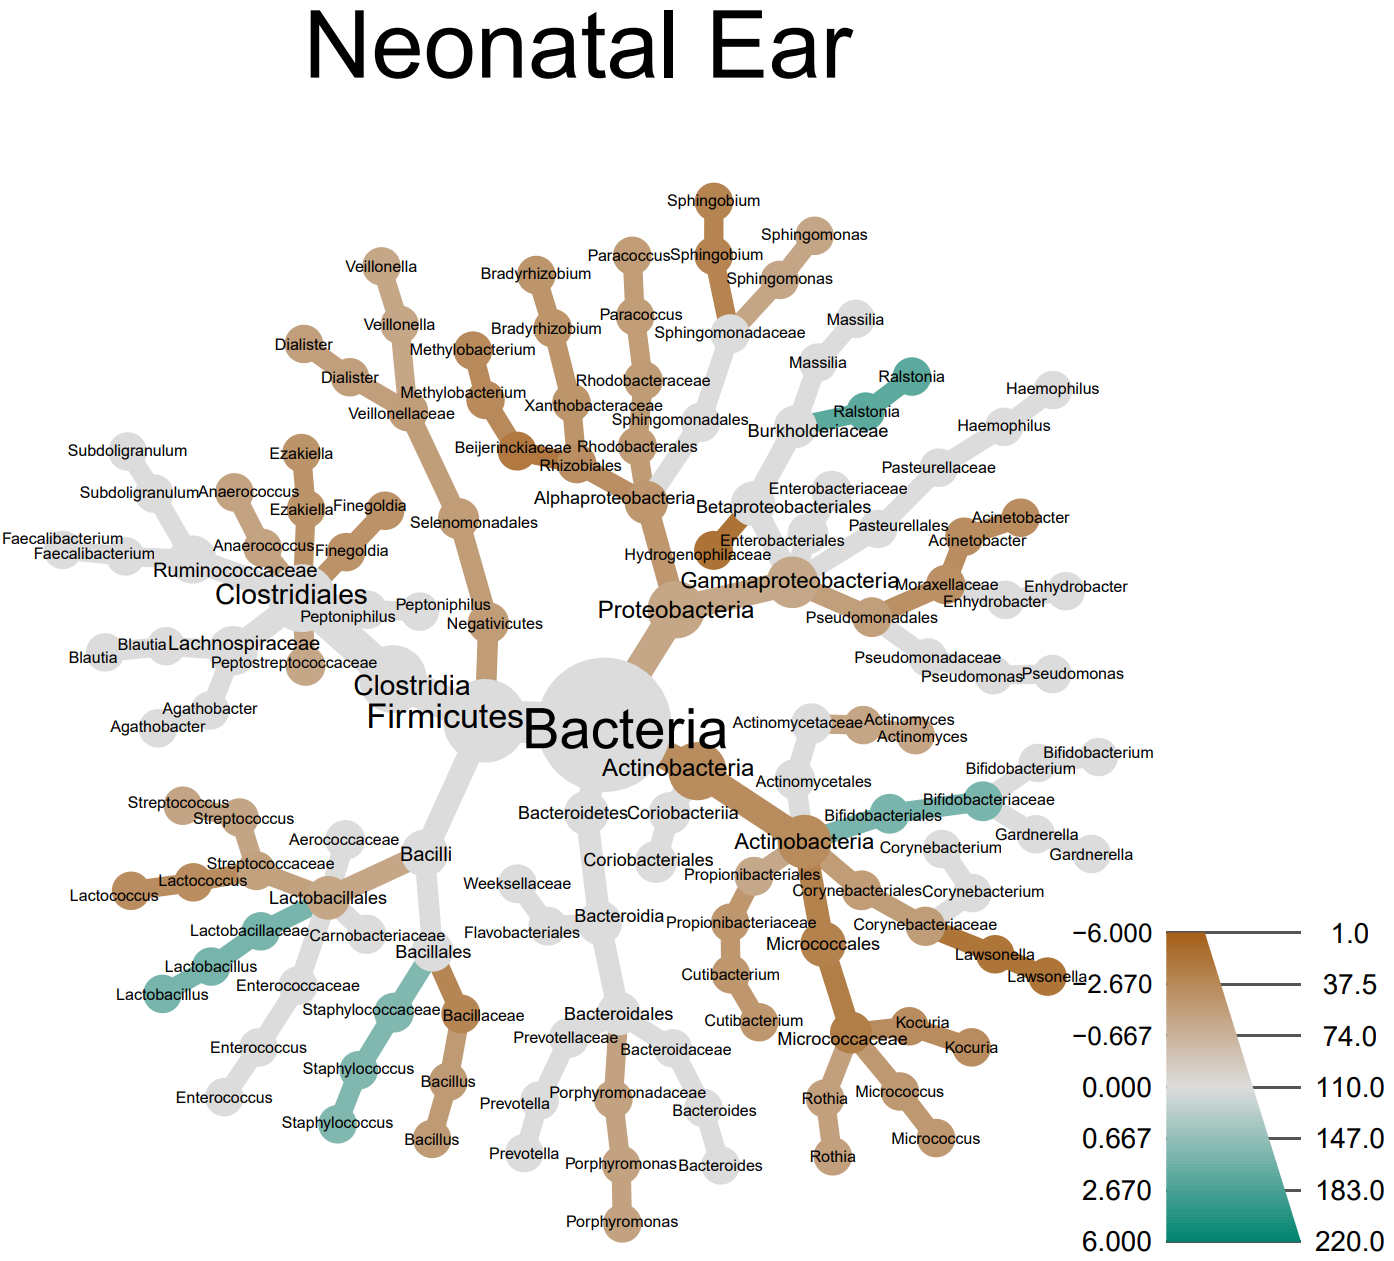 Neonatal Ear
Sphingobium
Sphingomonas
Paracoccus
Sphingobium
Veillonella
Bradyrhizobium
Sphingomonas
Paracoccus
Massilia
Veillonella
Bradyrhizobium
Sphingomonadaceae
Dialister
Methylobacterium
Massilia
Dialister
Rhodobacteraceae
Ralstonia
Haemophilus
Methylobacterium
Xanthobacteraceae
Veillonellaceae
Sphingomonadales
Ralstonia
Haemophilus
Burkholderiaceae
Subdoligranulum
Ezakiella
Beijerinckiaceae
Rhodobacterales
Rhizobiales
Pasteurellaceae
Subdoligranulum
Anaerococcus
Enterobacteriaceae
Alphaproteobacteria
Betaproteobacteriales
Ezakiella
Finegoldia
Selenomonadales
Pasteurellales
Acinetobacter
Faecalibacterium
Anaerococcus
Finegoldia
Enterobacteriales
Acinetobacter
Faecalibacterium
Hydrogenophilaceae
Ruminococcaceae
Gammaproteobacteria
Moraxellaceae
Enhydrobacter
Clostridiales
Peptoniphilus
Enhydrobacter
Peptoniphilus
Negativicutes
Proteobacteria
Pseudomonadales
Blautia
Lachnospiraceae
Blautia
Peptostreptococcaceae
Pseudomonadaceae
Pseudomonas
Pseudomonas
Clostridia
Agathobacter
Firmicutes
Bacteria
Actinomycetaceae
Actinomyces
Agathobacter
Actinomyces
Bifidobacterium
Actinobacteria
Bifidobacterium
Actinomycetales
Streptococcus
Streptococcus
Bacteroidetes
Coriobacteriia
Bifidobacteriales
Bifidobacteriaceae
Aerococcaceae
Actinobacteria
Corynebacterium
Gardnerella
Gardnerella
Streptococcaceae
Bacilli
Coriobacteriales
Lactococcus
Lactococcus
Lactobacillales
Weeksellaceae
Propionibacteriales
Corynebacteriales
Corynebacterium
Lactobacillaceae
Carnobacteriaceae
Flavobacteriales
Bacteroidia
Propionibacteriaceae
Corynebacteriaceae
Bacillales
Micrococcales
Lactobacillus
Cutibacterium
Lawsonella
Lawsonella
Lactobacillus
Enterococcaceae
Staphylococcaceae
Bacillaceae
Bacteroidales
Cutibacterium
Kocuria
Enterococcus
Prevotellaceae
Bacteroidaceae
Micrococcaceae
Kocuria
Staphylococcus
Bacillus
Porphyromonadaceae
Enterococcus
Prevotella
Bacteroides
Rothia
Micrococcus
Staphylococcus
Bacillus
Prevotella
Porphyromonas
Bacteroides
Rothia
Micrococcus
Porphyromonas
−6.000 1.0
−2.670 37.5
−0.667 74.0
0.000 110.0
0.667 147.0
2.670 183.0
6.000 220.0